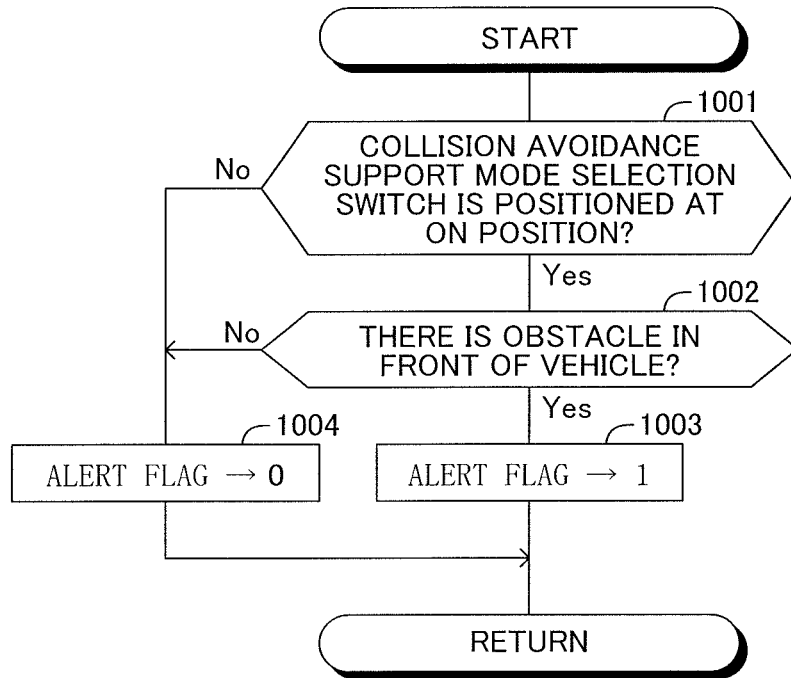 START
1001
COLLISION AVOIDANCE
SUPPORT MODE SELECTION
SWITCH IS POSITIONED AT
ON POSITION?
No
Yes
1002
THERE IS OBSTACLE IN
FRONT OF VEHICLE?
No
Yes
1004
ALERT FLAG → 0
1003
ALERT FLAG → 1
RETURN